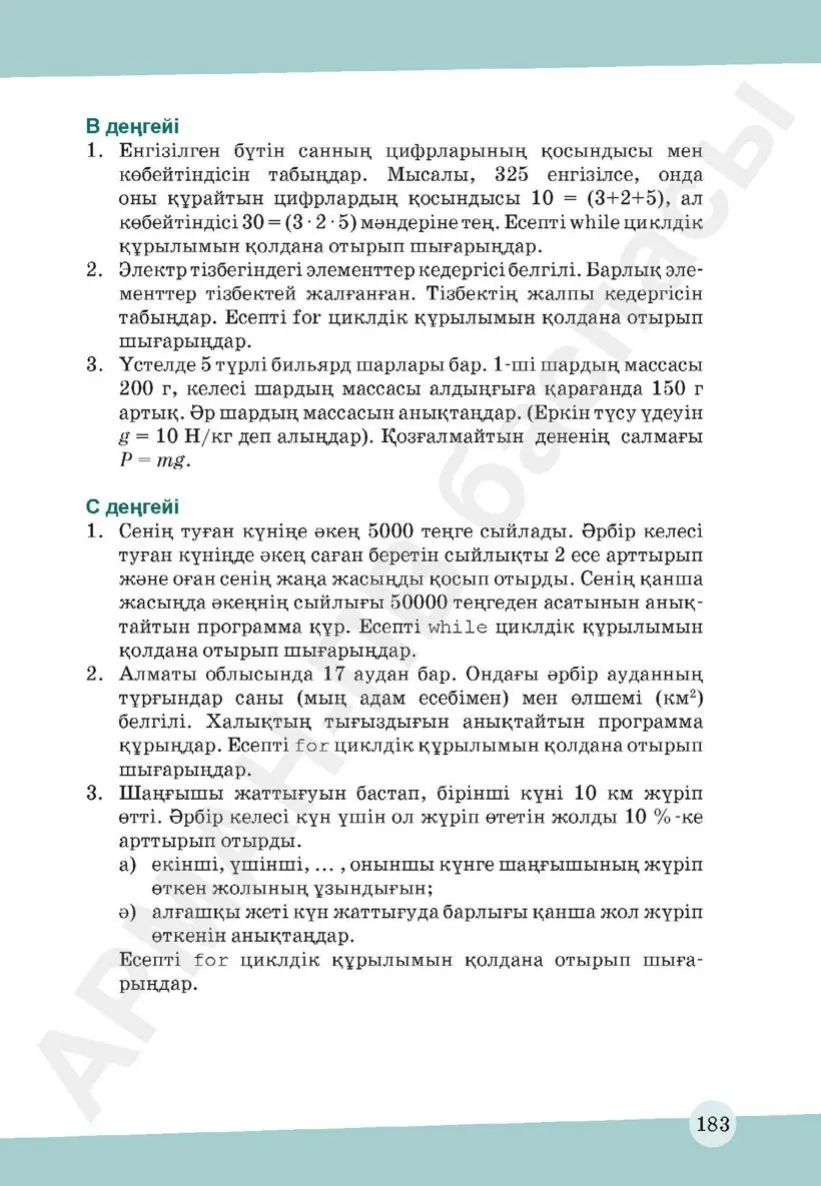 В деңгейі
1. Енгізілген бүтін санның цифрларының қосындысы мен
көбейтіндісін табыңдар. Мысалы, 325 енгізілсе, онда
оны құрайтын цифрлардың қосындысы 10 = (3+2+5), ал
көбейтіндісі 30 = (3 · 2 · 5) мәндеріне тең. Есепті while циклдік
құрылымын қолдана отырып шығарыңдар.
2. Электр тізбегіндегі элементтер кедергісі белгілі. Барлық эле-
менттер тізбектей жалғанған. Тізбектің жалпы кедергісін
табыңдар. Есепті for циклдік құрылымын қолдана отырып
шығарыңдар.
3. Үстелде 5 түрлі бильярд шарлары бар. 1-ші шардың массасы
200 г, келесі шардың массасы алдыңғыға қарағанда 150 г
артық. Әр шардың массасын анықтаңдар. (Еркін түсу үдеуін
g = 10 Н/кг деп алыңдар). Қозғалмайтын дененің салмағы
P = mg.
С деңгейі
1. Сенің туған күніңе әкең 5000 теңге сыйлады. Әрбір келесі
туған күніңде әкең саған беретін сыйлықты 2 есе арттырып
және оған сенің жаңа жасыңды қосып отырды. Сенің қанша
жасыңда әкеңнің сыйлығы 50000 теңгеден асатынын анық-
тайтын программа құр. Есепті while циклдік құрылымын
қолдана отырып шығарыңдар.
2. Алматы облысында 17 аудан бар. Ондағы әрбір ауданның
тұрғындар саны (мың адам есебімен) мен өлшемі (км²)
белгілі. Халықтың тығыздығын анықтайтын программа
құрыңдар. Есепті for циклдік құрылымын қолдана отырып
шығарыңдар.
3. Шаңғышы жаттығуын бастап, бірінші күні 10 км жүріп
өтті. Әрбір келесі күн үшін ол жүріп өтетін жолды 10 % -ке
арттырып отырды.
а) екінші, үшінші, ... , оныншы күнге шаңғышының жүріп
өткен жолының ұзындығын;
ә) алғашқы жеті күн жаттығуда барлығы қанша жол жүріп
өткенін анықтаңдар.
Есепті for циклдік құрылымын қолдана отырып шыға-
рыңдар.
183
АРМАН-ПВ баспасы